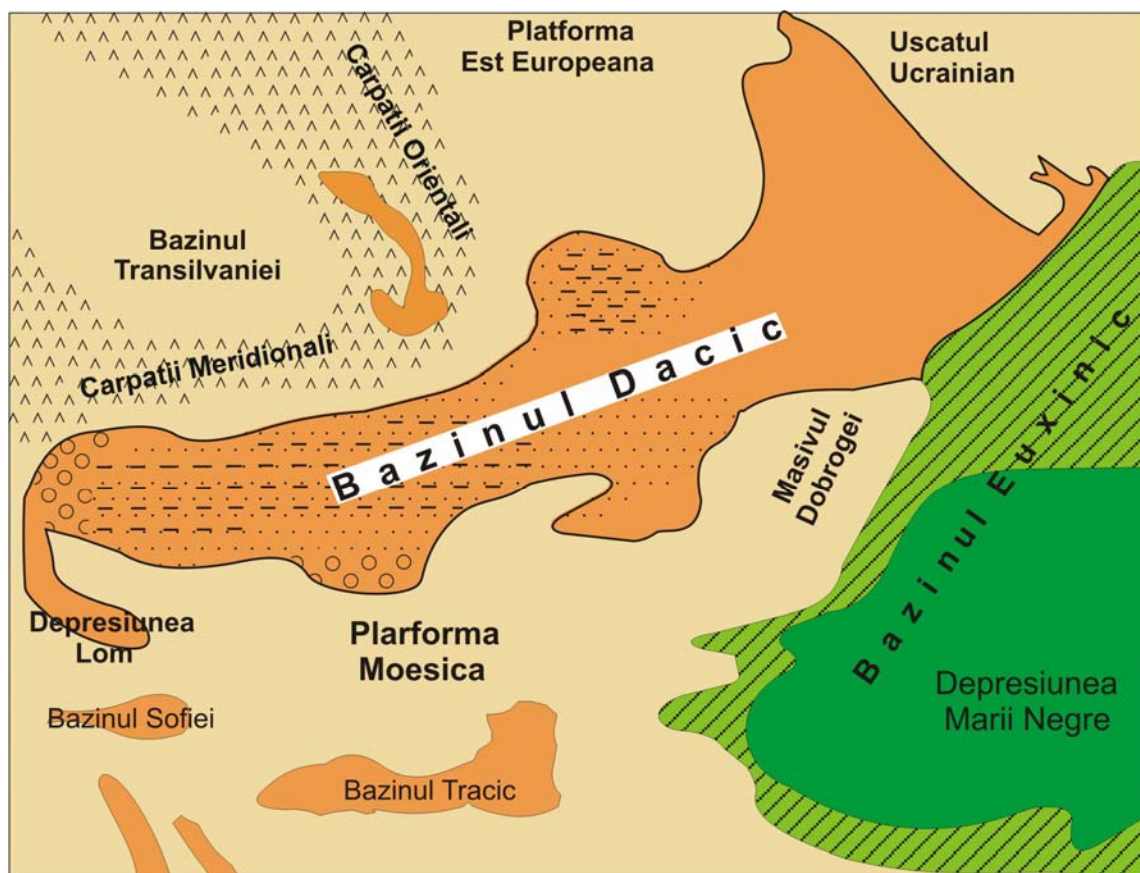 Platforma
Est Europeana
Uscatul
Ucrainian
Carpatii Orientali
Bazinul
Transilvaniei
Carpatii Meridionali
Bazinul Dacic
Masivul
Dobrogei
Bazinul Euxinic
Depresiunea
Lom
Plarforma
Moesica
Depresiunea
Marii Negre
Bazinul Sofiei
Bazinul Tracic